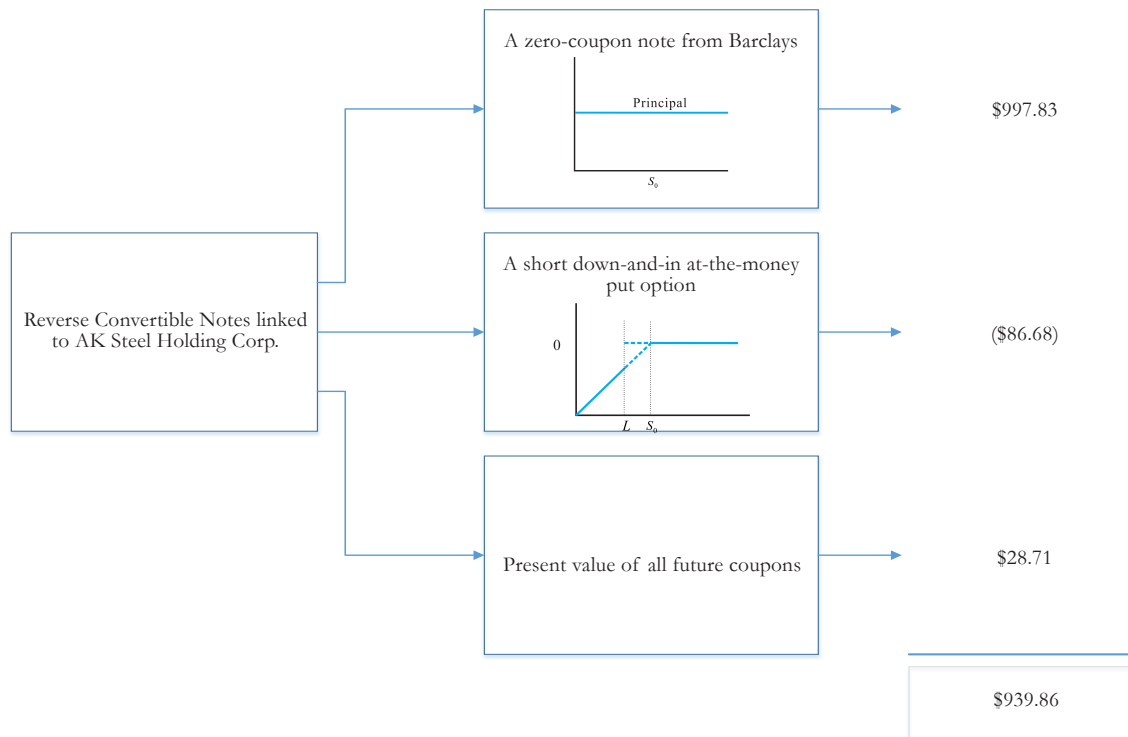 A zero-coupon note from Barclays
Principal
S₀
$997.83
Reverse Convertible Notes linked
to AK Steel Holding Corp.
A short down-and-in at-the-money
put option
0
L S₀
($86.68)
Present value of all future coupons
$28.71
$939.86